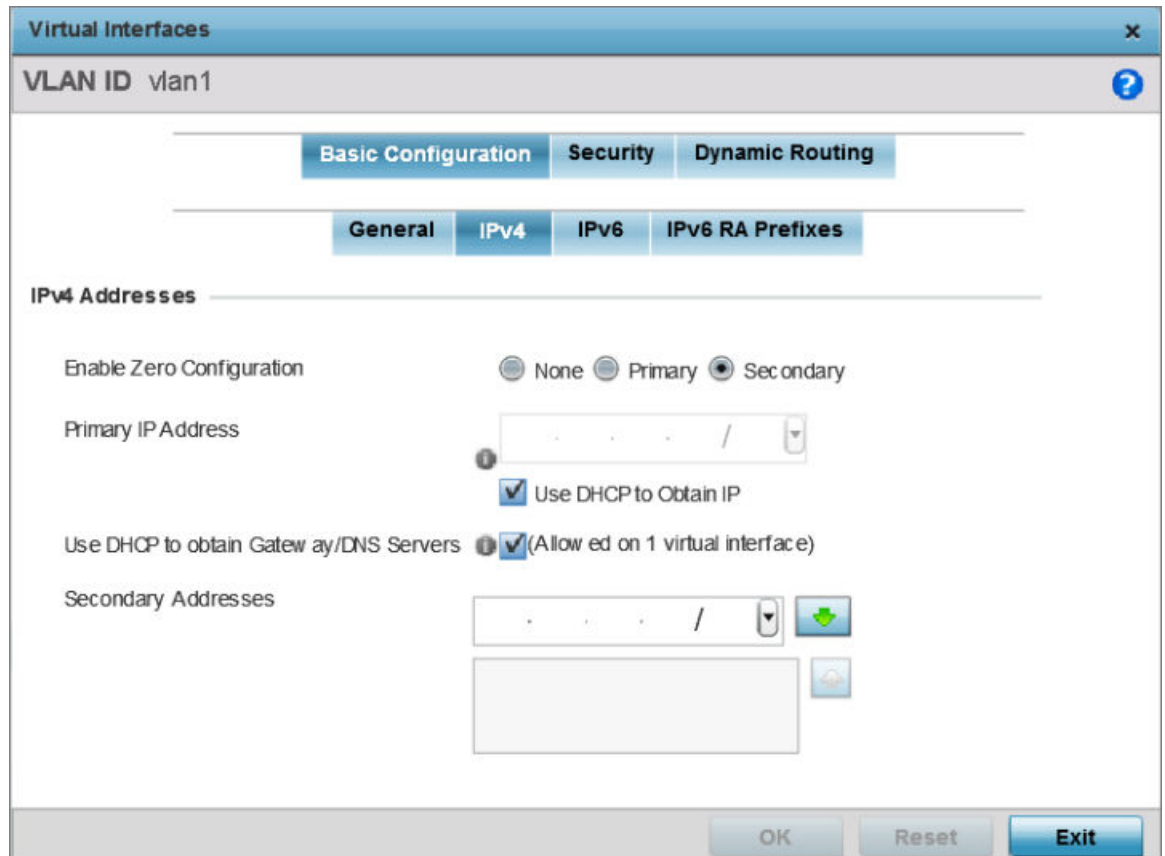 Virtual Interfaces
VLAN ID vlan1
Basic Configuration Security Dynamic Routing
General IPv4 IPv6 IPv6 RA Prefixes
IPv4 Addresses
Enable Zero Configuration None Primary Secondary
Primary IP Address . . . /
Use DHCP to Obtain IP
Use DHCP to obtain Gateway/DNS Servers (Allowed on 1 virtual interface)
Secondary Addresses . . . /
OK Reset Exit